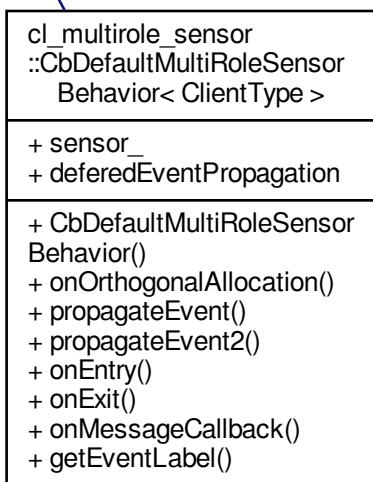 cl_multirole_sensor
::CbDefaultMultiRoleSensor
Behavior< ClientType >
+ sensor_
+ deferedEventPropagation
+ CbDefaultMultiRoleSensor
Behavior()
+ onOrthogonalAllocation()
+ propagateEvent()
+ propagateEvent2()
+ onEntry()
+ onExit()
+ onMessageCallback()
+ getEventLabel()